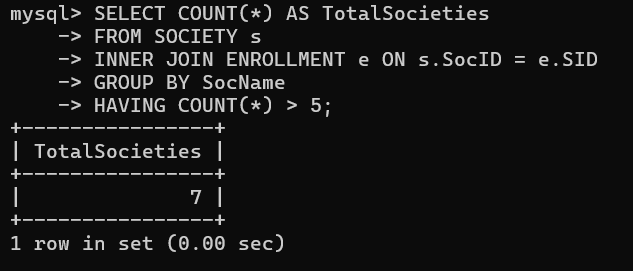 mysql> SELECT COUNT(*) AS TotalSocieties
    -> FROM SOCIETY s
    -> INNER JOIN ENROLLMENT e ON s.SocID = e.SID
    -> GROUP BY SocName
    -> HAVING COUNT(*) > 5;
+----------------+
| TotalSocieties |
+----------------+
|              7 |
+----------------+
1 row in set (0.00 sec)